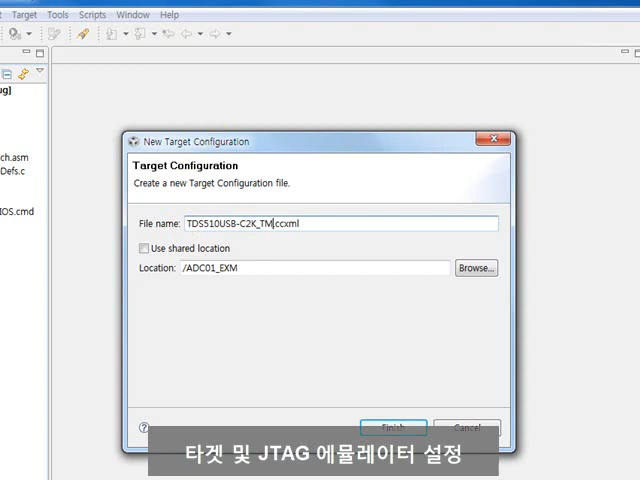 Target Tools Scripts Window Help
ug]
ch.asm
Defs.c
IOS.cmd
New Target Configuration
Target Configuration
Create a new Target Configuration file.
File name: TDS510USB-C2K_TM.ccxml
Use shared location
Location: /ADC01_EXM Browse...
Finish Cancel
타겟 및 JTAG 에뮬레이터 설정